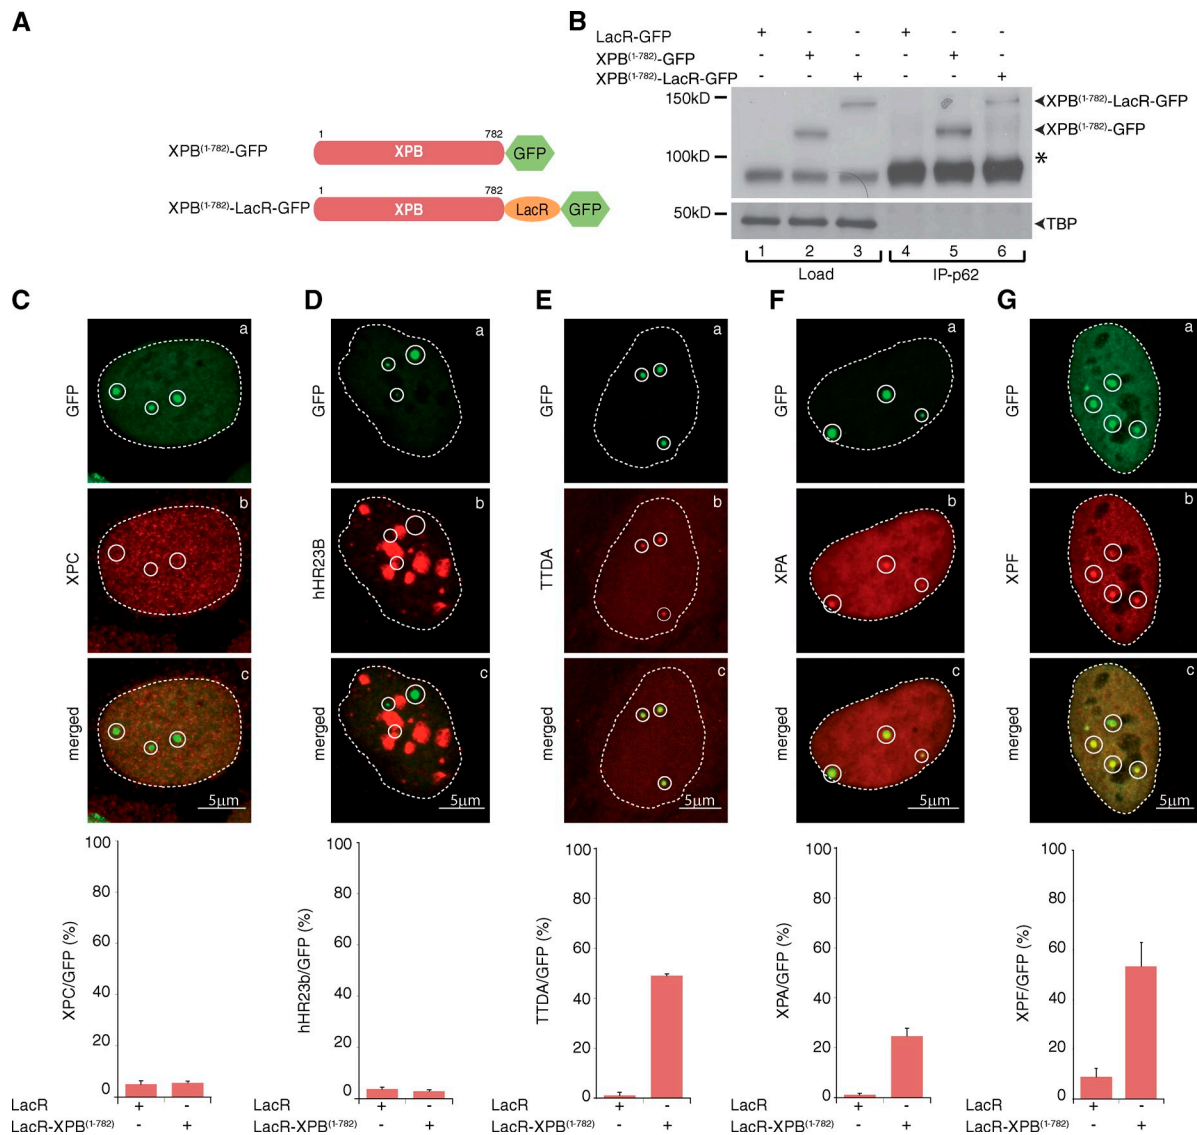 A
1 782
XPB(1-782)-GFP XPB GFP
1 782
XPB(1-782)-LacR-GFP XPB LacR GFP
B
LacR-GFP + - - + - -
XPB(1-782)-GFP - + - - + -
XPB(1-782)-LacR-GFP - - + - - +
150kD XPB(1-782)-LacR-GFP
XPB(1-782)-GFP
100kD *
50kD TBP
1 2 3 4 5 6
Load IP-p62
C D E F G
a a a a a
GFP GFP GFP GFP GFP
b b b b b
XPC hHR23B TTDA XPA XPF
c c c c c
merged merged merged merged merged
5µm 5µm 5µm 5µm 5µm
XPC/GFP (%)
100
80
60
40
20
0
hHR23b/GFP (%)
100
80
60
40
20
0
TTDA/GFP (%)
100
80
60
40
20
0
XPA/GFP (%)
100
80
60
40
20
0
XPF/GFP (%)
100
80
60
40
20
0
LacR + - LacR + - LacR + - LacR + - LacR + -
LacR-XPB(1-782) - + LacR-XPB(1-782) - + LacR-XPB(1-782) - + LacR-XPB(1-782) - + LacR-XPB(1-782) - +